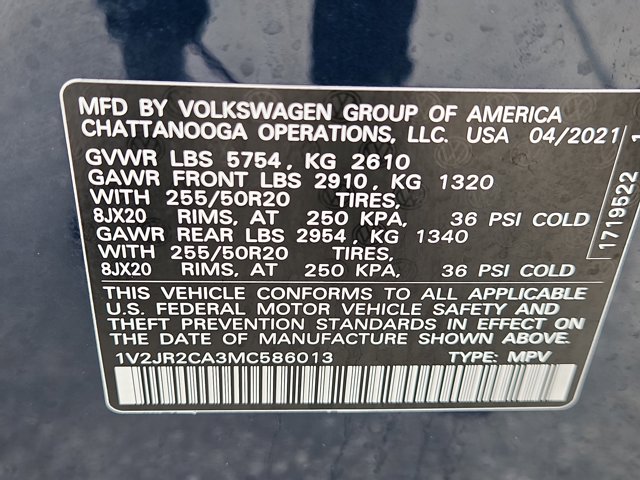 MFD BY VOLKSWAGEN GROUP OF AMERICA
CHATTANOOGA OPERATIONS, LLC. USA 04/2021
GVWR LBS 5754, KG 2610
GAWR FRONT LBS 2910, KG 1320
WITH 255/50R20 TIRES,
8JX20 RIMS, AT 250 KPA, 36 PSI COLD
GAWR REAR LBS 2954, KG 1340
WITH 255/50R20 TIRES,
8JX20 RIMS, AT 250 KPA, 36 PSI COLD
THIS VEHICLE CONFORMS TO ALL APPLICABLE
U.S. FEDERAL MOTOR VEHICLE SAFETY AND
THEFT PREVENTION STANDARDS IN EFFECT ON
THE DATE OF MANUFACTURE SHOWN ABOVE.
1V2JR2CA3MC586013 TYPE: MPV
1719522 1